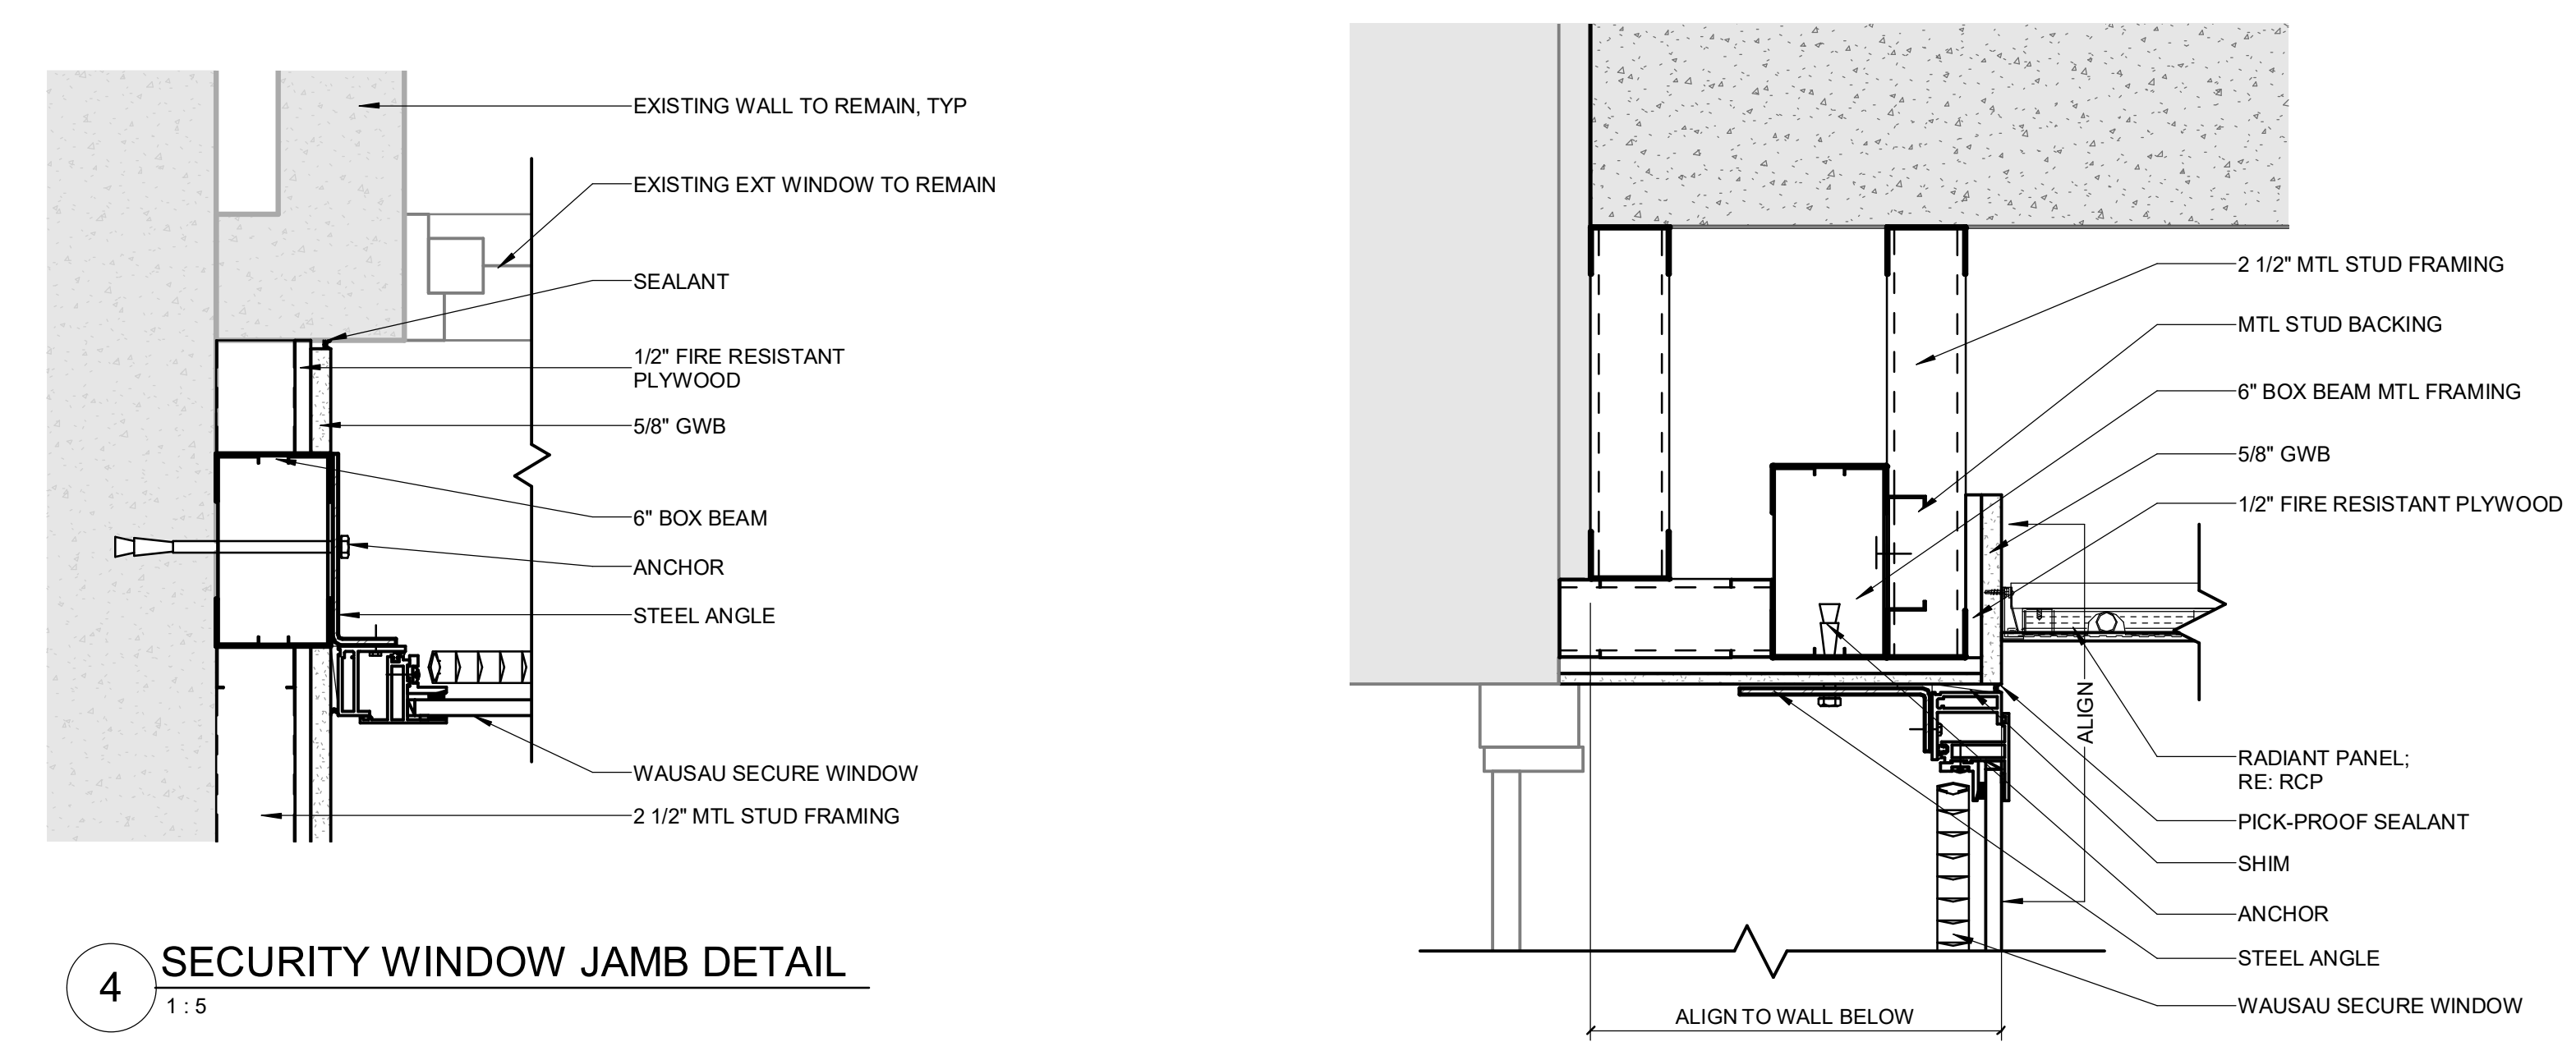 EXISTING WALL TO REMAIN, TYP
EXISTING EXT WINDOW TO REMAIN
SEALANT
1/2" FIRE RESISTANT
PLYWOOD
5/8" GWB
6" BOX BEAM
ANCHOR
STEEL ANGLE
WAUSAU SECURE WINDOW
2 1/2" MTL STUD FRAMING
4
SECURITY WINDOW JAMB DETAIL
1 : 5
2 1/2" MTL STUD FRAMING
MTL STUD BACKING
6" BOX BEAM MTL FRAMING
5/8" GWB
1/2" FIRE RESISTANT PLYWOOD
ALIGN
RADIANT PANEL;
RE: RCP
PICK-PROOF SEALANT
SHIM
ANCHOR
STEEL ANGLE
WAUSAU SECURE WINDOW
ALIGN TO WALL BELOW